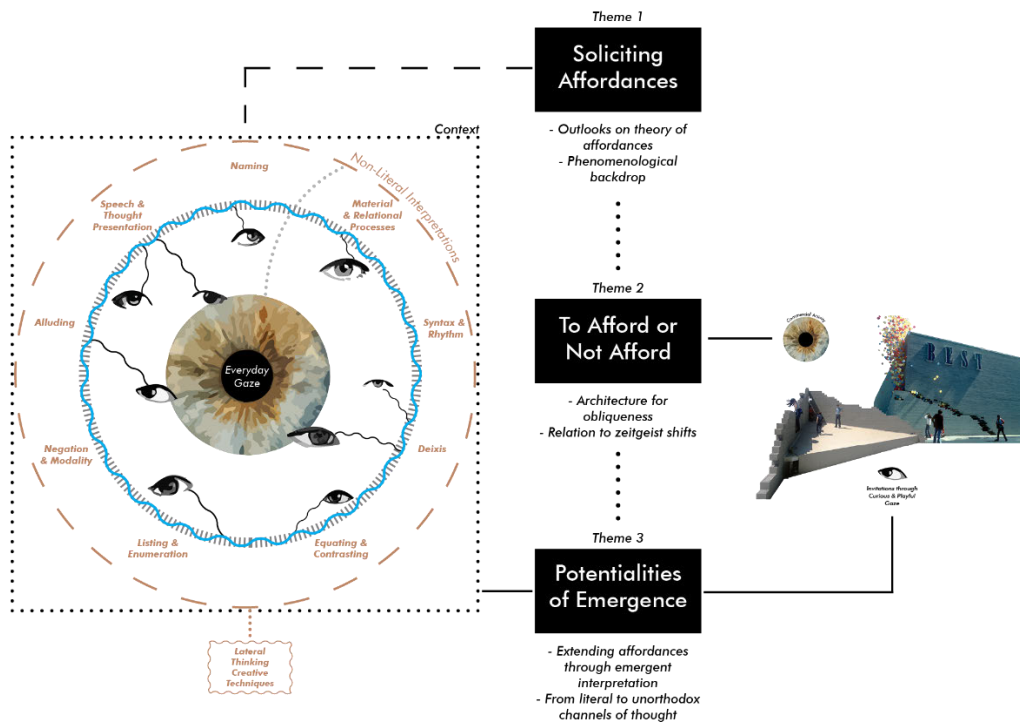 Theme 1
Soliciting
Affordances
- Outlooks on theory of
affordances
- Phenomenological
backdrop
Context
Naming
Non-Literal Interpretations
Speech &
Thought
Presentation
Material
& Relational
Processes
Alluding
Syntax &
Rhythm
Everyday
Gaze
Negation
& Modality
Deixis
Listing &
Enumeration
Equating &
Contrasting
Lateral
Thinking
Creative
Techniques
Theme 2
To Afford or
Not Afford
- Architecture for
obliqueness
- Relation to zeitgeist shifts
BEST
Invitations through
Curious & Playful
Gaze
Theme 3
Potentialities
of Emergence
- Extending affordances
through emergent
interpretation
- From literal to unorthodox
channels of thought